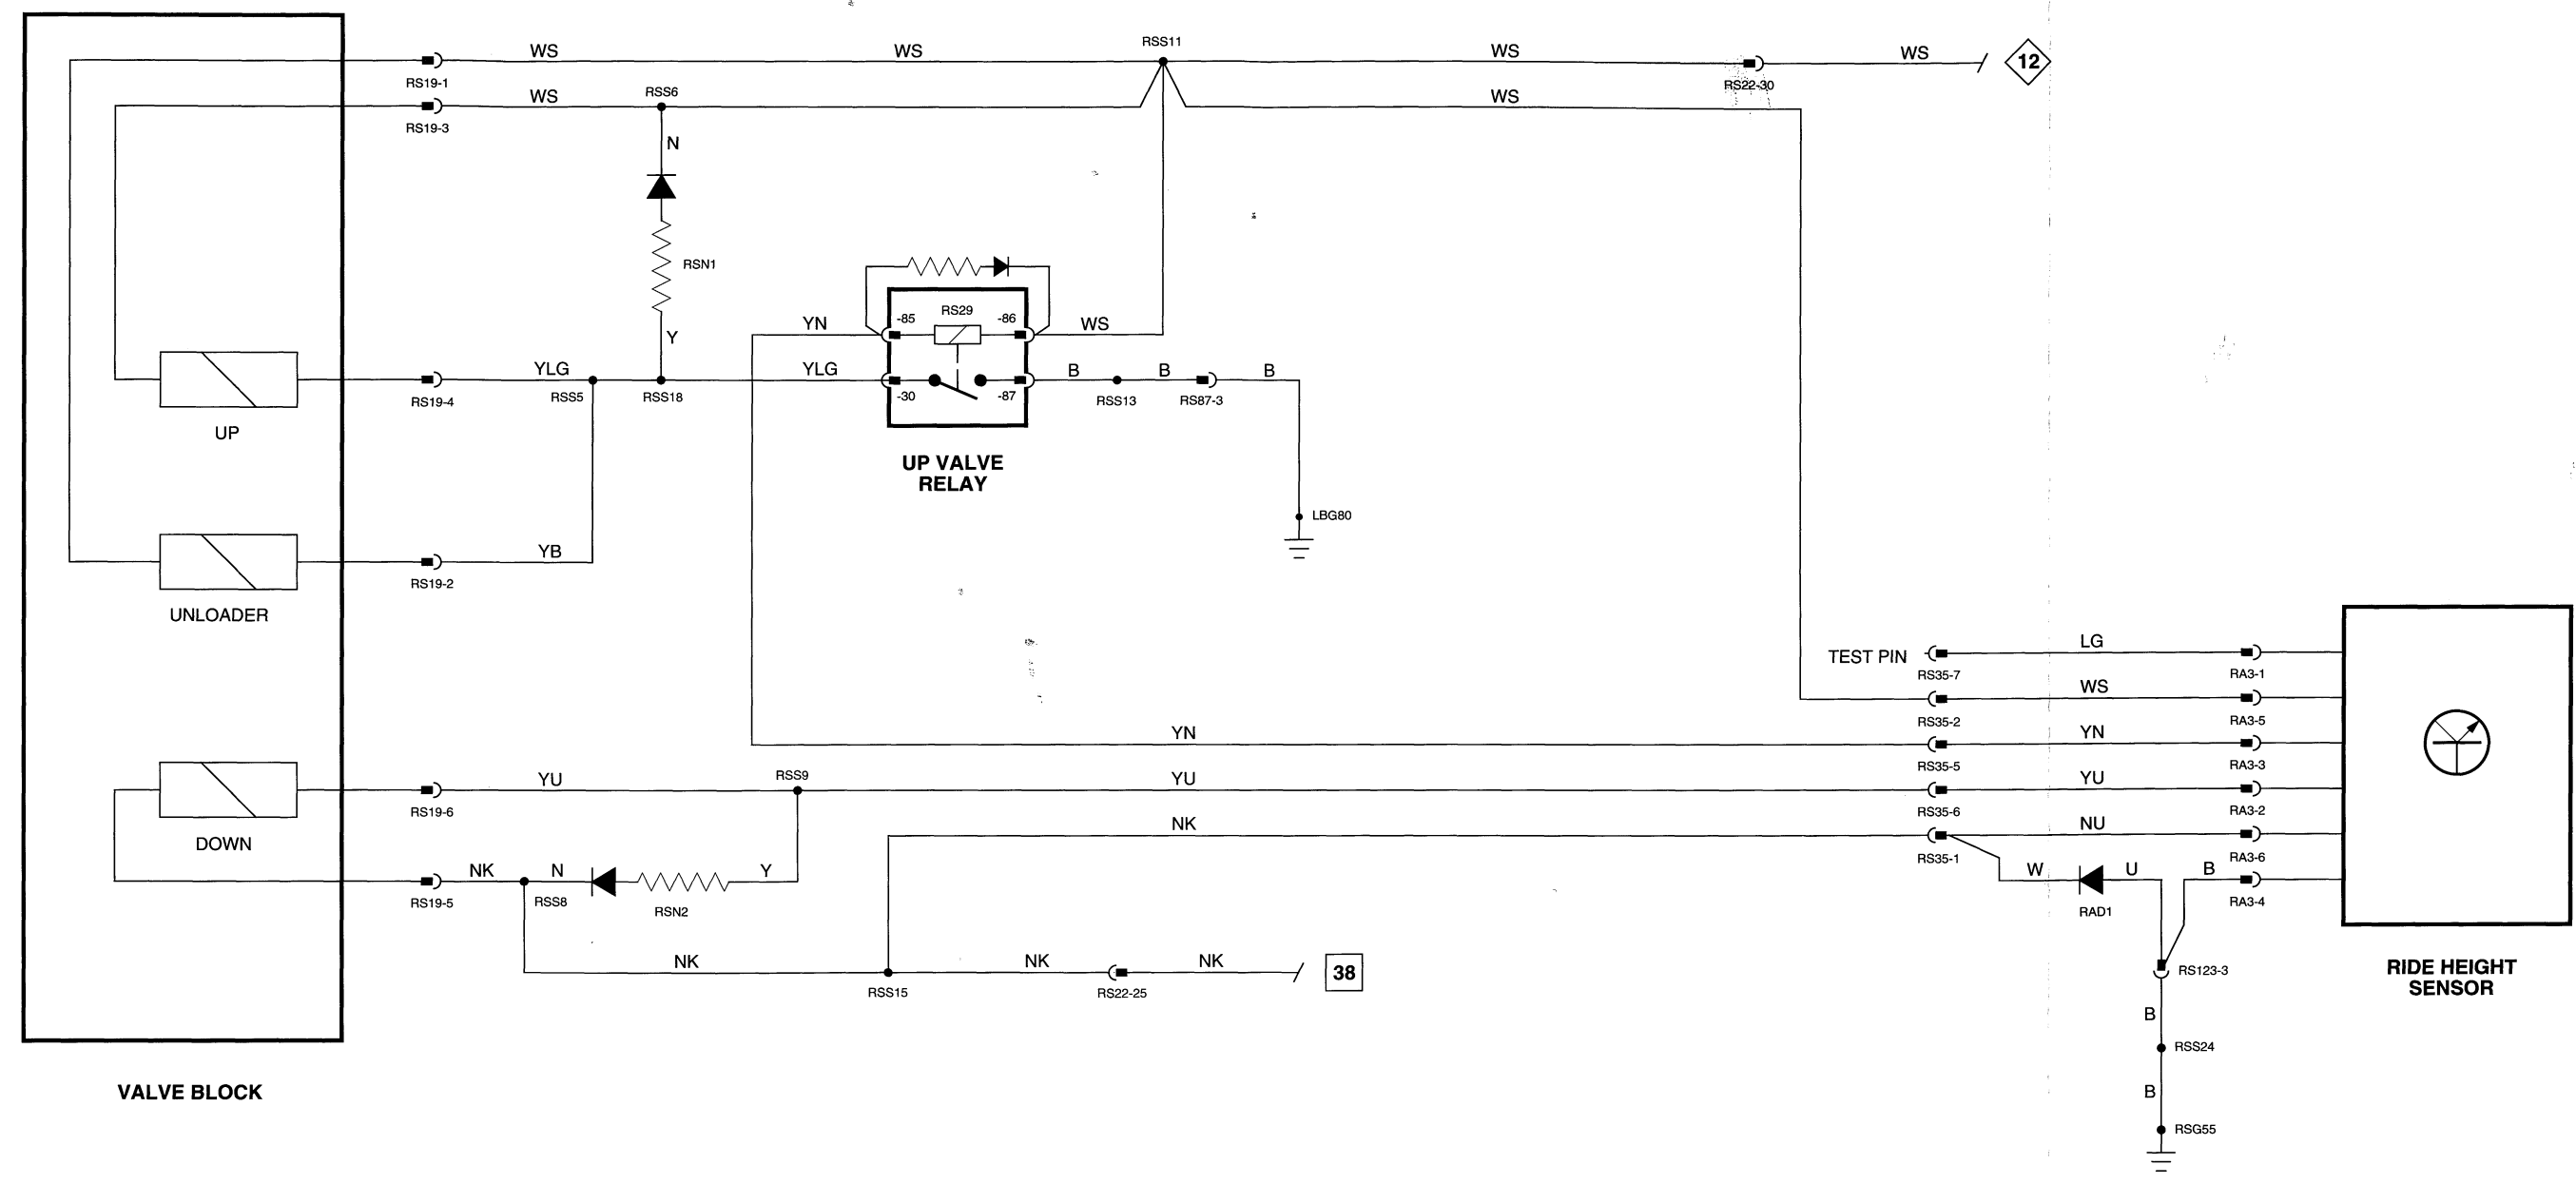 WS WS RSS11 WS WS 12
RS19-1 RS22-30
WS RSS6 WS
RS19-3
N
RSN1
RS29
-85 -86
YN WS
Y
YLG YLG B B B
RS19-4 RSS5 RSS18 -30 -87 RSS13 RS87-3
UP
UP VALVE
RELAY
LBG80
YB
RS19-2
UNLOADER
LG
TEST PIN
RS35-7 RA3-1
WS
RS35-2 RA3-5
YN YN
RS35-5 RA3-3
YU RSS9 YU YU
RS19-6 RS35-6 RA3-2
DOWN
NK NU
RS35-1 RA3-6
NK N Y W U B
RS19-5 RSS8 RSN2 RAD1 RA3-4
NK NK NK 38
RSS15 RS22-25
RS123-3
RIDE HEIGHT
SENSOR
B
RSS24
B
VALVE BLOCK
RSG55